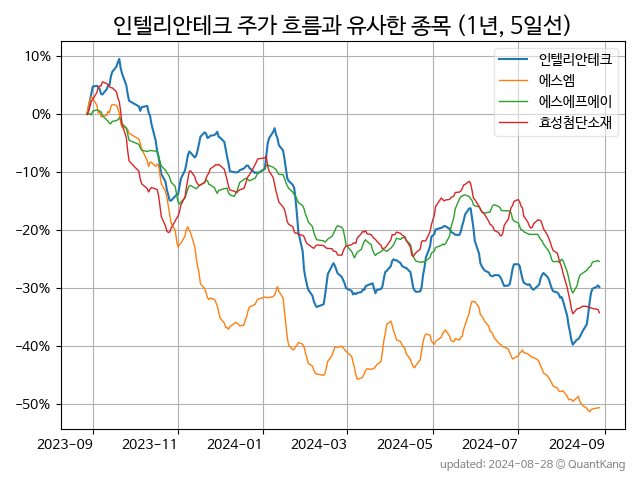 인텔리안테크 주가 흐름과 유사한 종목 (1년, 5일선)
인텔리안테크
에스엠
에스에프에이
효성첨단소재
10%
0%
−10%
−20%
−30%
−40%
−50%
2023-09 2023-11 2024-01 2024-03 2024-05 2024-07 2024-09
updated: 2024-08-28 © QuantKang